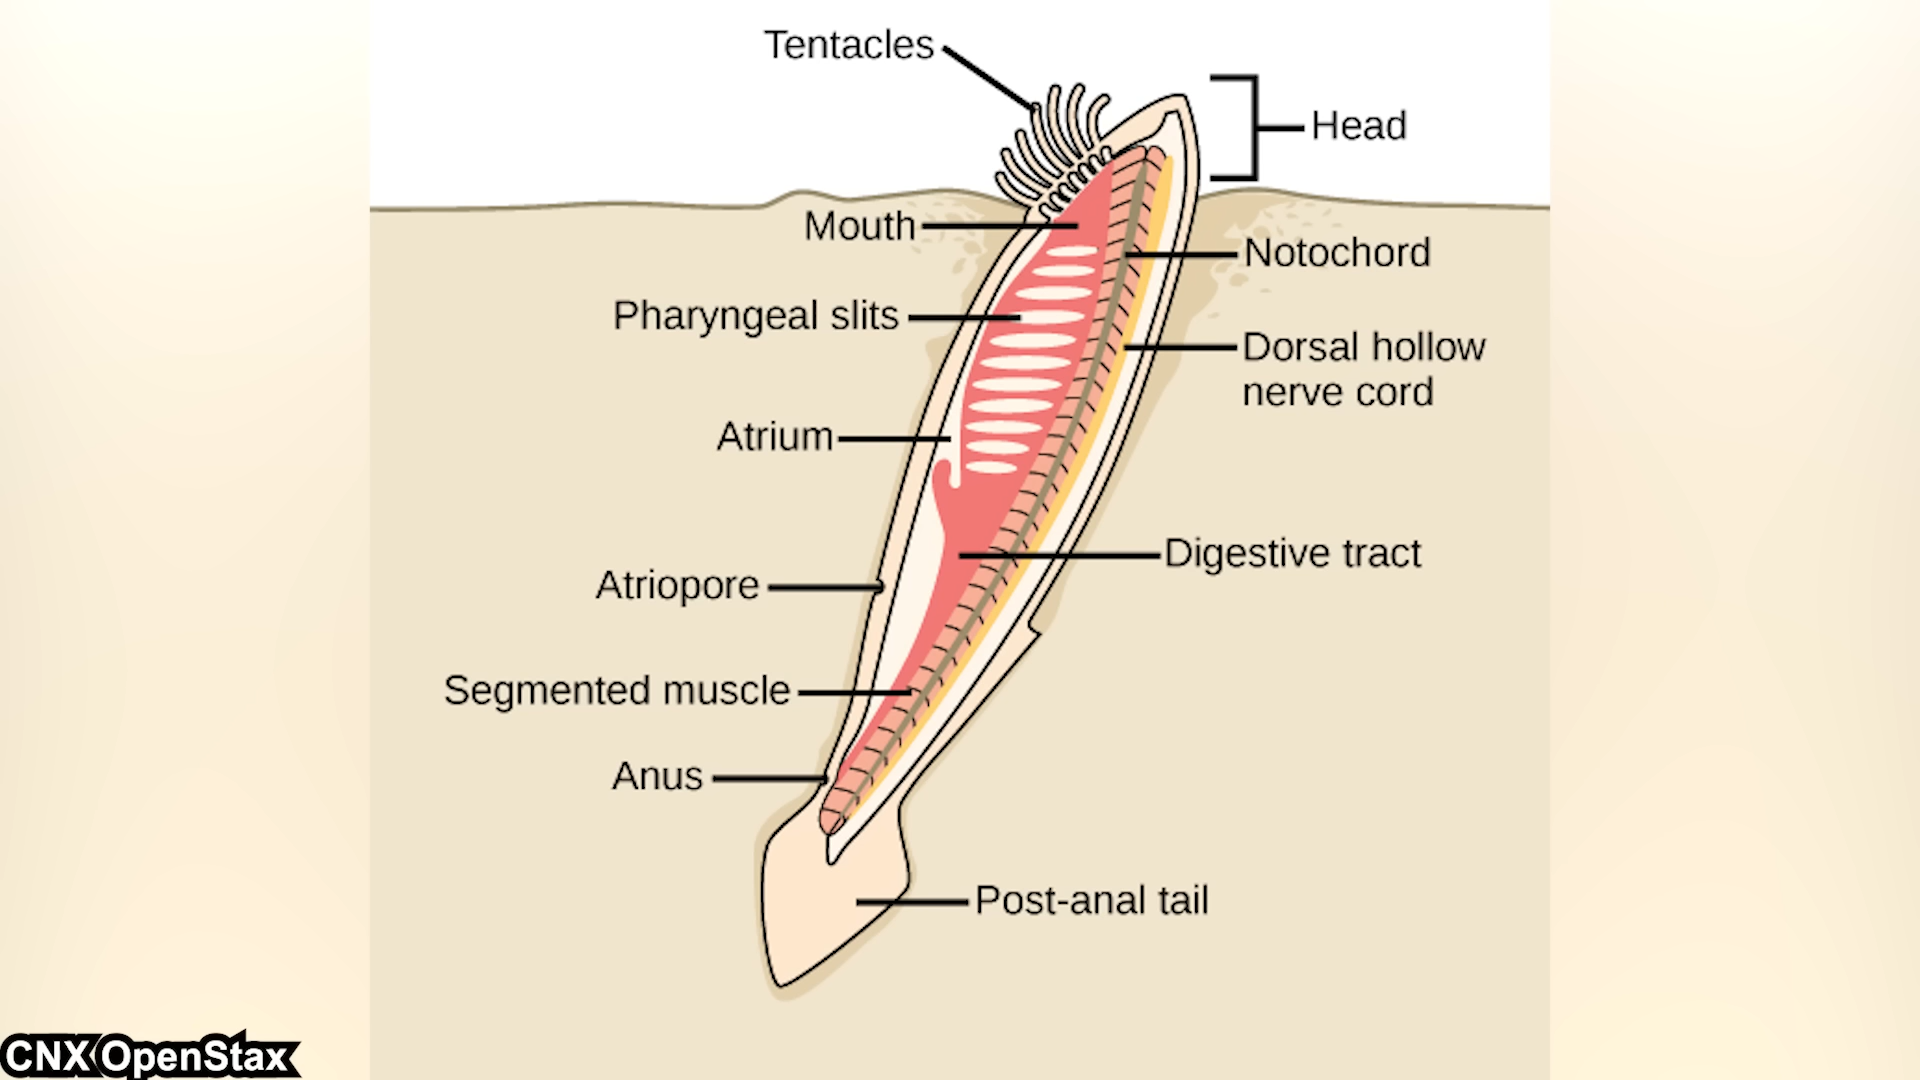 Tentacles
Head
Mouth
Notochord
Pharyngeal slits
Dorsal hollow
nerve cord
Atrium
Digestive tract
Atriopore
Segmented muscle
Anus
Post-anal tail
CNX OpenStax